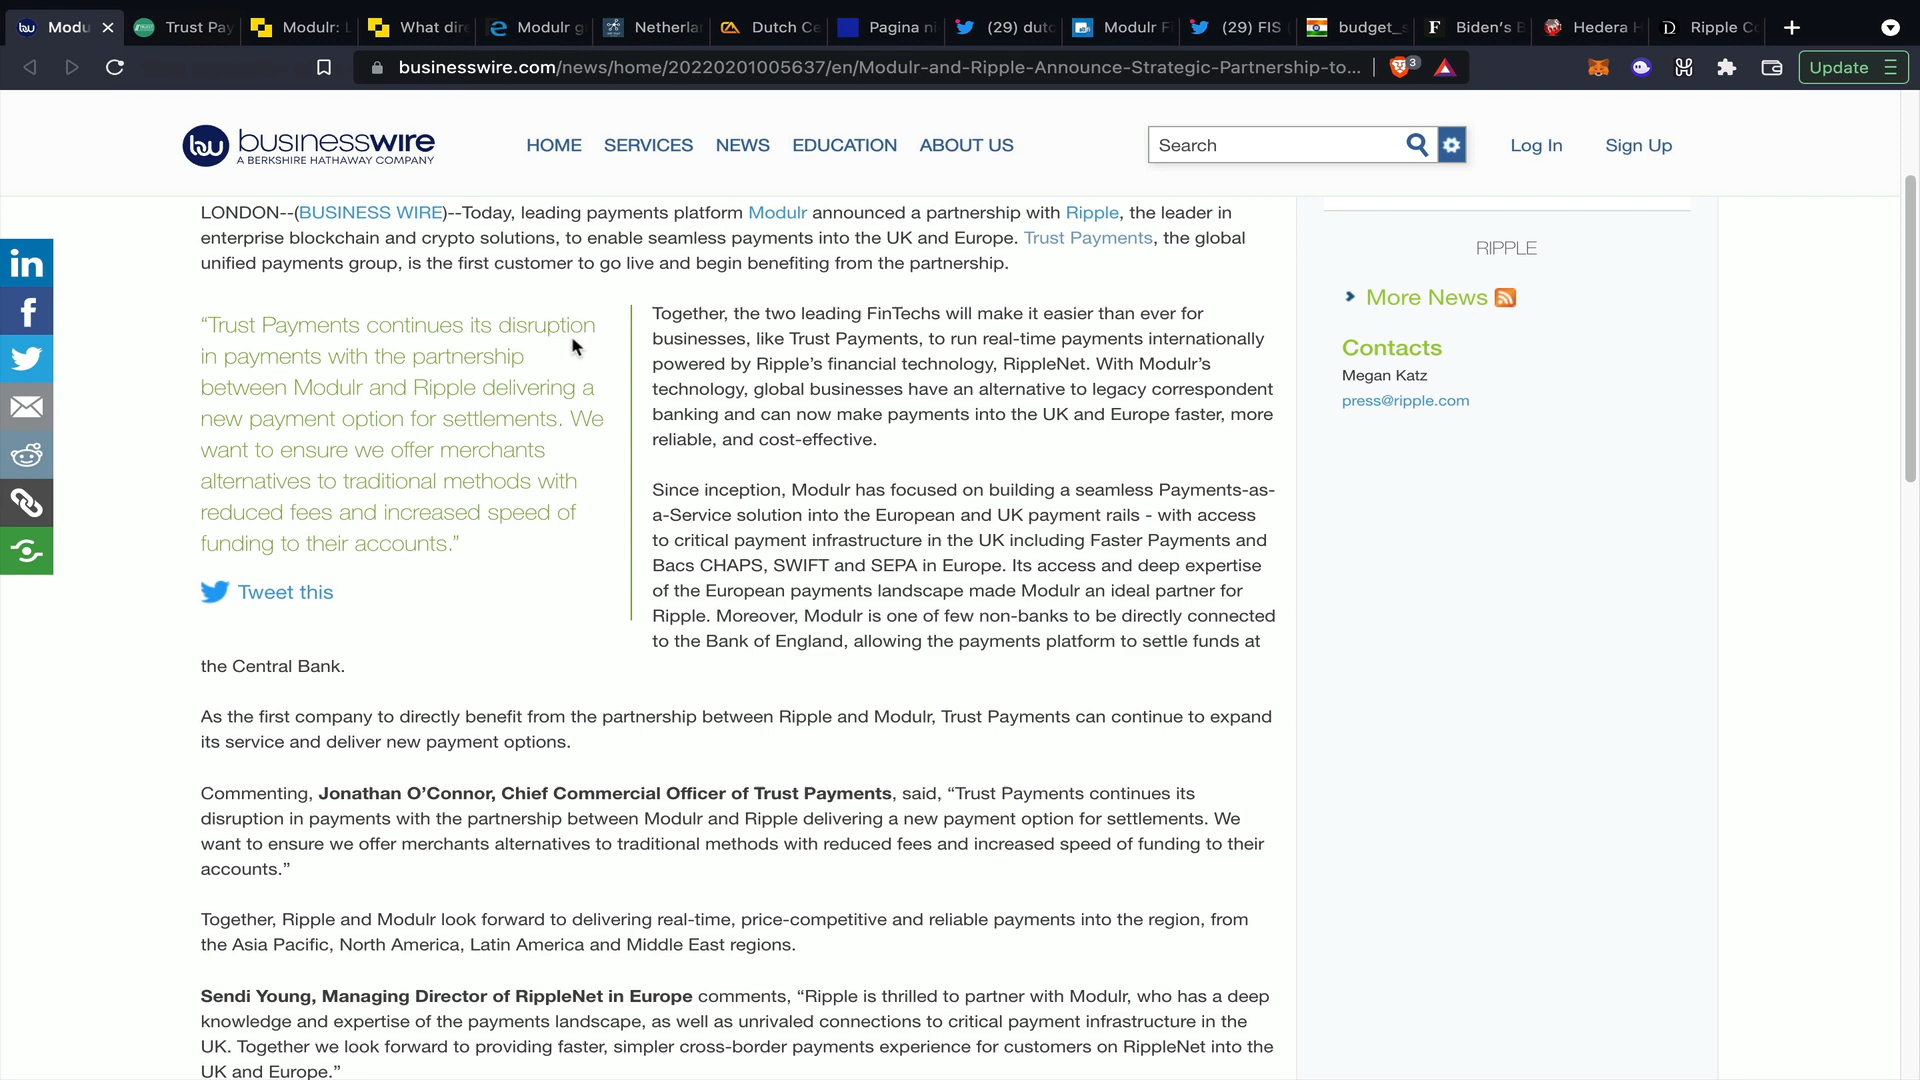 Modu
Trust Pay
Modulr: L
What dire
Modulr g
Netherla
Dutch Ce
Pagina ni
(29) dutc
Modulr Fi
(29) FIS (
budget_s
Biden's B
Hedera H
Ripple Co
businesswire.com/news/home/20220201005637/en/Modulr-and-Ripple-Announce-Strategic-Partnership-to...
3
Update
businesswire
A BERKSHIRE HATHAWAY COMPANY
HOME SERVICES NEWS EDUCATION ABOUT US
Search
Log In
Sign Up
LONDON--(BUSINESS WIRE)--Today, leading payments platform Modulr announced a partnership with Ripple, the leader in
enterprise blockchain and crypto solutions, to enable seamless payments into the UK and Europe. Trust Payments, the global
unified payments group, is the first customer to go live and begin benefiting from the partnership.
“Trust Payments continues its disruption
in payments with the partnership
between Modulr and Ripple delivering a
new payment option for settlements. We
want to ensure we offer merchants
alternatives to traditional methods with
reduced fees and increased speed of
funding to their accounts.”
Tweet this
Together, the two leading FinTechs will make it easier than ever for
businesses, like Trust Payments, to run real-time payments internationally
powered by Ripple’s financial technology, RippleNet. With Modulr’s
technology, global businesses have an alternative to legacy correspondent
banking and can now make payments into the UK and Europe faster, more
reliable, and cost-effective.
Since inception, Modulr has focused on building a seamless Payments-as-
a-Service solution into the European and UK payment rails - with access
to critical payment infrastructure in the UK including Faster Payments and
Bacs CHAPS, SWIFT and SEPA in Europe. Its access and deep expertise
of the European payments landscape made Modulr an ideal partner for
Ripple. Moreover, Modulr is one of few non-banks to be directly connected
to the Bank of England, allowing the payments platform to settle funds at
the Central Bank.
As the first company to directly benefit from the partnership between Ripple and Modulr, Trust Payments can continue to expand
its service and deliver new payment options.
Commenting, Jonathan O’Connor, Chief Commercial Officer of Trust Payments, said, “Trust Payments continues its
disruption in payments with the partnership between Modulr and Ripple delivering a new payment option for settlements. We
want to ensure we offer merchants alternatives to traditional methods with reduced fees and increased speed of funding to their
accounts.”
Together, Ripple and Modulr look forward to delivering real-time, price-competitive and reliable payments into the region, from
the Asia Pacific, North America, Latin America and Middle East regions.
Sendi Young, Managing Director of RippleNet in Europe comments, “Ripple is thrilled to partner with Modulr, who has a deep
knowledge and expertise of the payments landscape, as well as unrivaled connections to critical payment infrastructure in the
UK. Together we look forward to providing faster, simpler cross-border payments experience for customers on RippleNet into the
UK and Europe.”
RIPPLE
More News
Contacts
Megan Katz
press@ripple.com